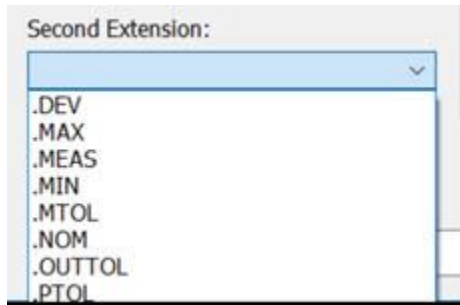 Second Extension:
.DEV
.MAX
.MEAS
.MIN
.MTOL
.NOM
.OUTTOL
.PTOL